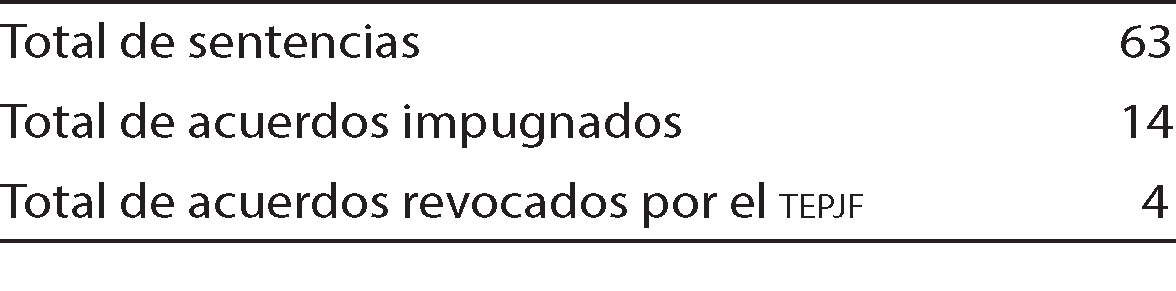 Total de sentencias 63
Total de acuerdos impugnados 14
Total de acuerdos revocados por el TEPJF 4